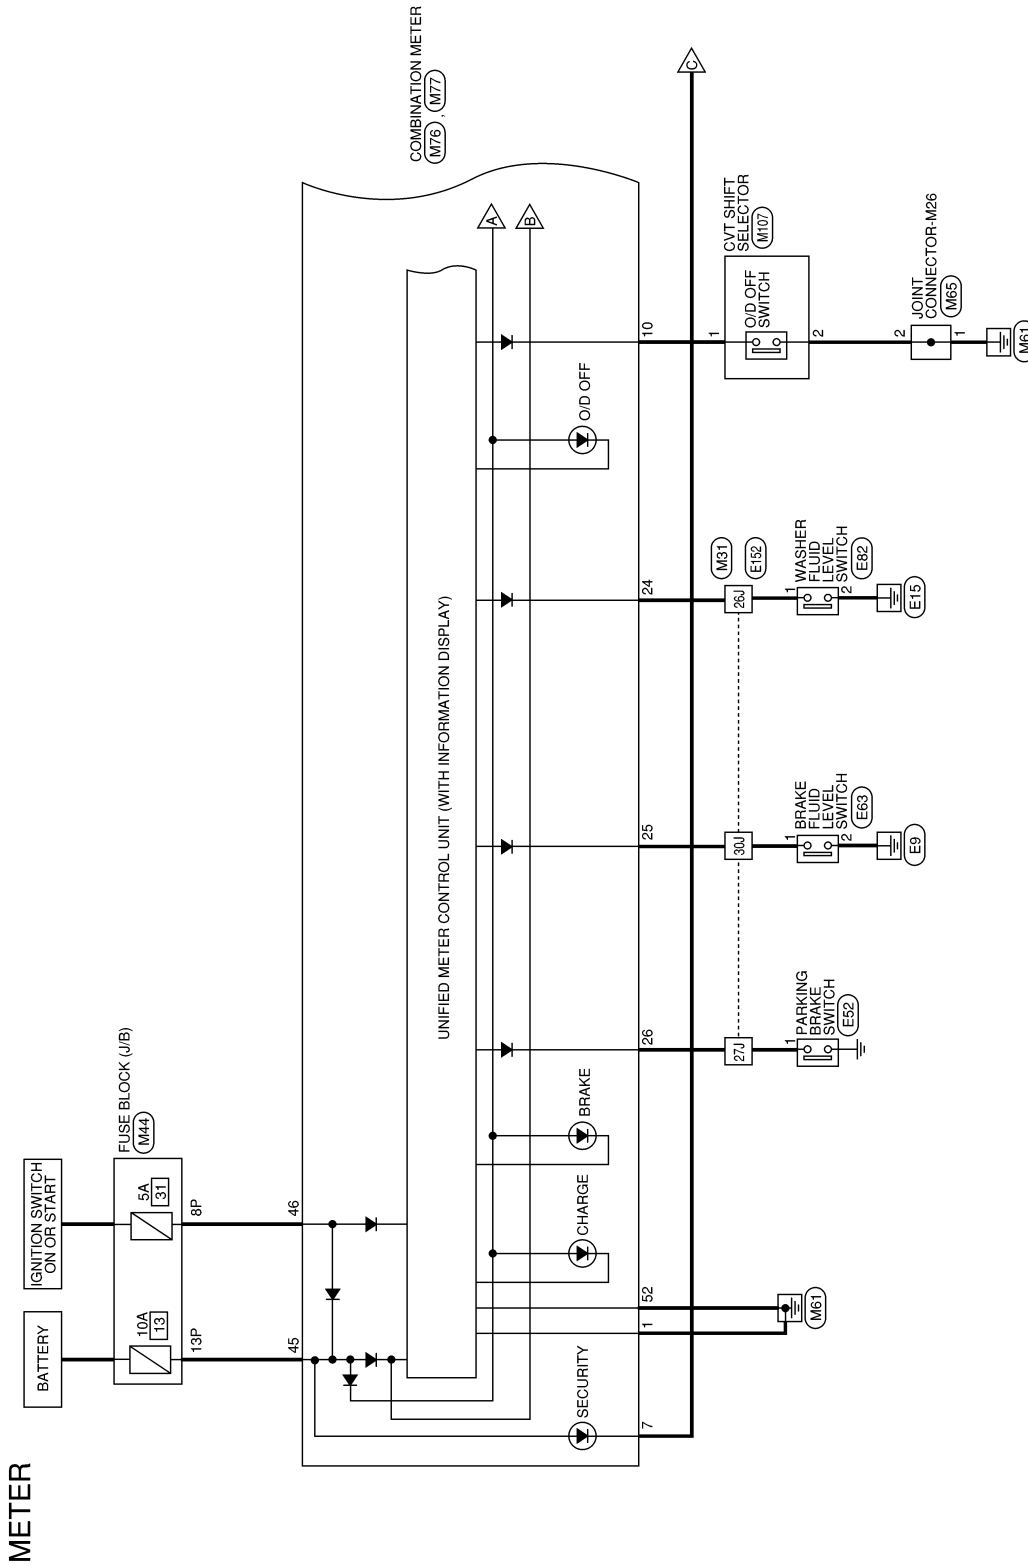 METER
BATTERY
IGNITION SWITCH
ON OR START
10A
13
5A
31
FUSE BLOCK (J/B)
M44
13P
8P
45
46
COMBINATION METER
M76 , M77
UNIFIED METER CONTROL UNIT (WITH INFORMATION DISPLAY)
A
B
SECURITY
CHARGE
BRAKE
O/D OFF
7
1
52
26
25
24
10
C
M61
27J
30J
26J
M31
E152
1
PARKING
BRAKE
SWITCH
E52
1
2
BRAKE
FLUID
LEVEL
SWITCH
E63
E9
1
2
WASHER
FLUID
LEVEL
SWITCH
E82
E15
1
CVT SHIFT
SELECTOR
M107
O/D OFF
SWITCH
2
2
JOINT
CONNECTOR-M26
M65
1
M61